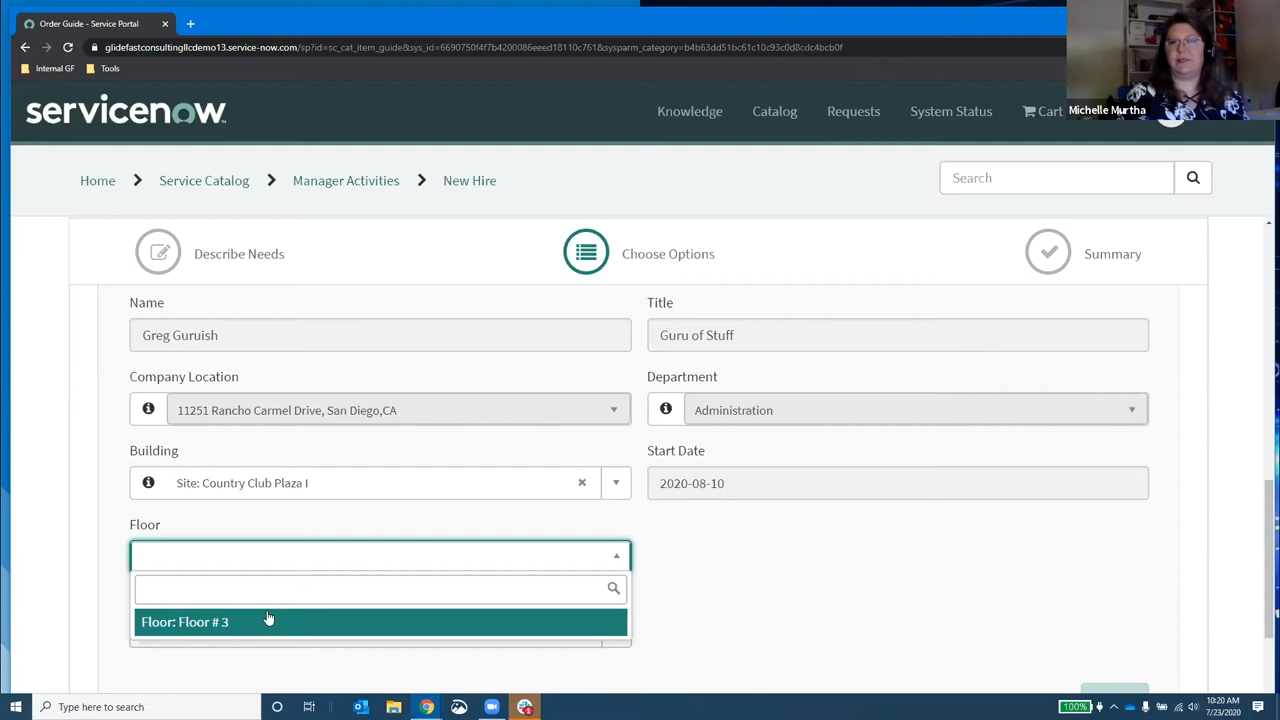 Order Guide - Service Portal
glidefastconsultingllcdemo13.service-now.com/sp?id=sc_cat_item_guide&sys_id=6690750f4f7b4200086eeed18110c761&sysparm_category=b4b63dd51bc61c10c93c0d8cdc4bcb0f
Internal GF
Tools
Michelle Murtha
servicenow
Knowledge
Catalog
Requests
System Status
Cart
Home
Service Catalog
Manager Activities
New Hire
Search
Describe Needs
Choose Options
Summary
Name
Title
Greg Guruish
Guru of Stuff
Company Location
Department
11251 Rancho Carmel Drive, San Diego,CA
Administration
Building
Start Date
Site: Country Club Plaza I
2020-08-10
Floor
Floor: Floor # 3
Type here to search
100%
10:20 AM
7/23/2020